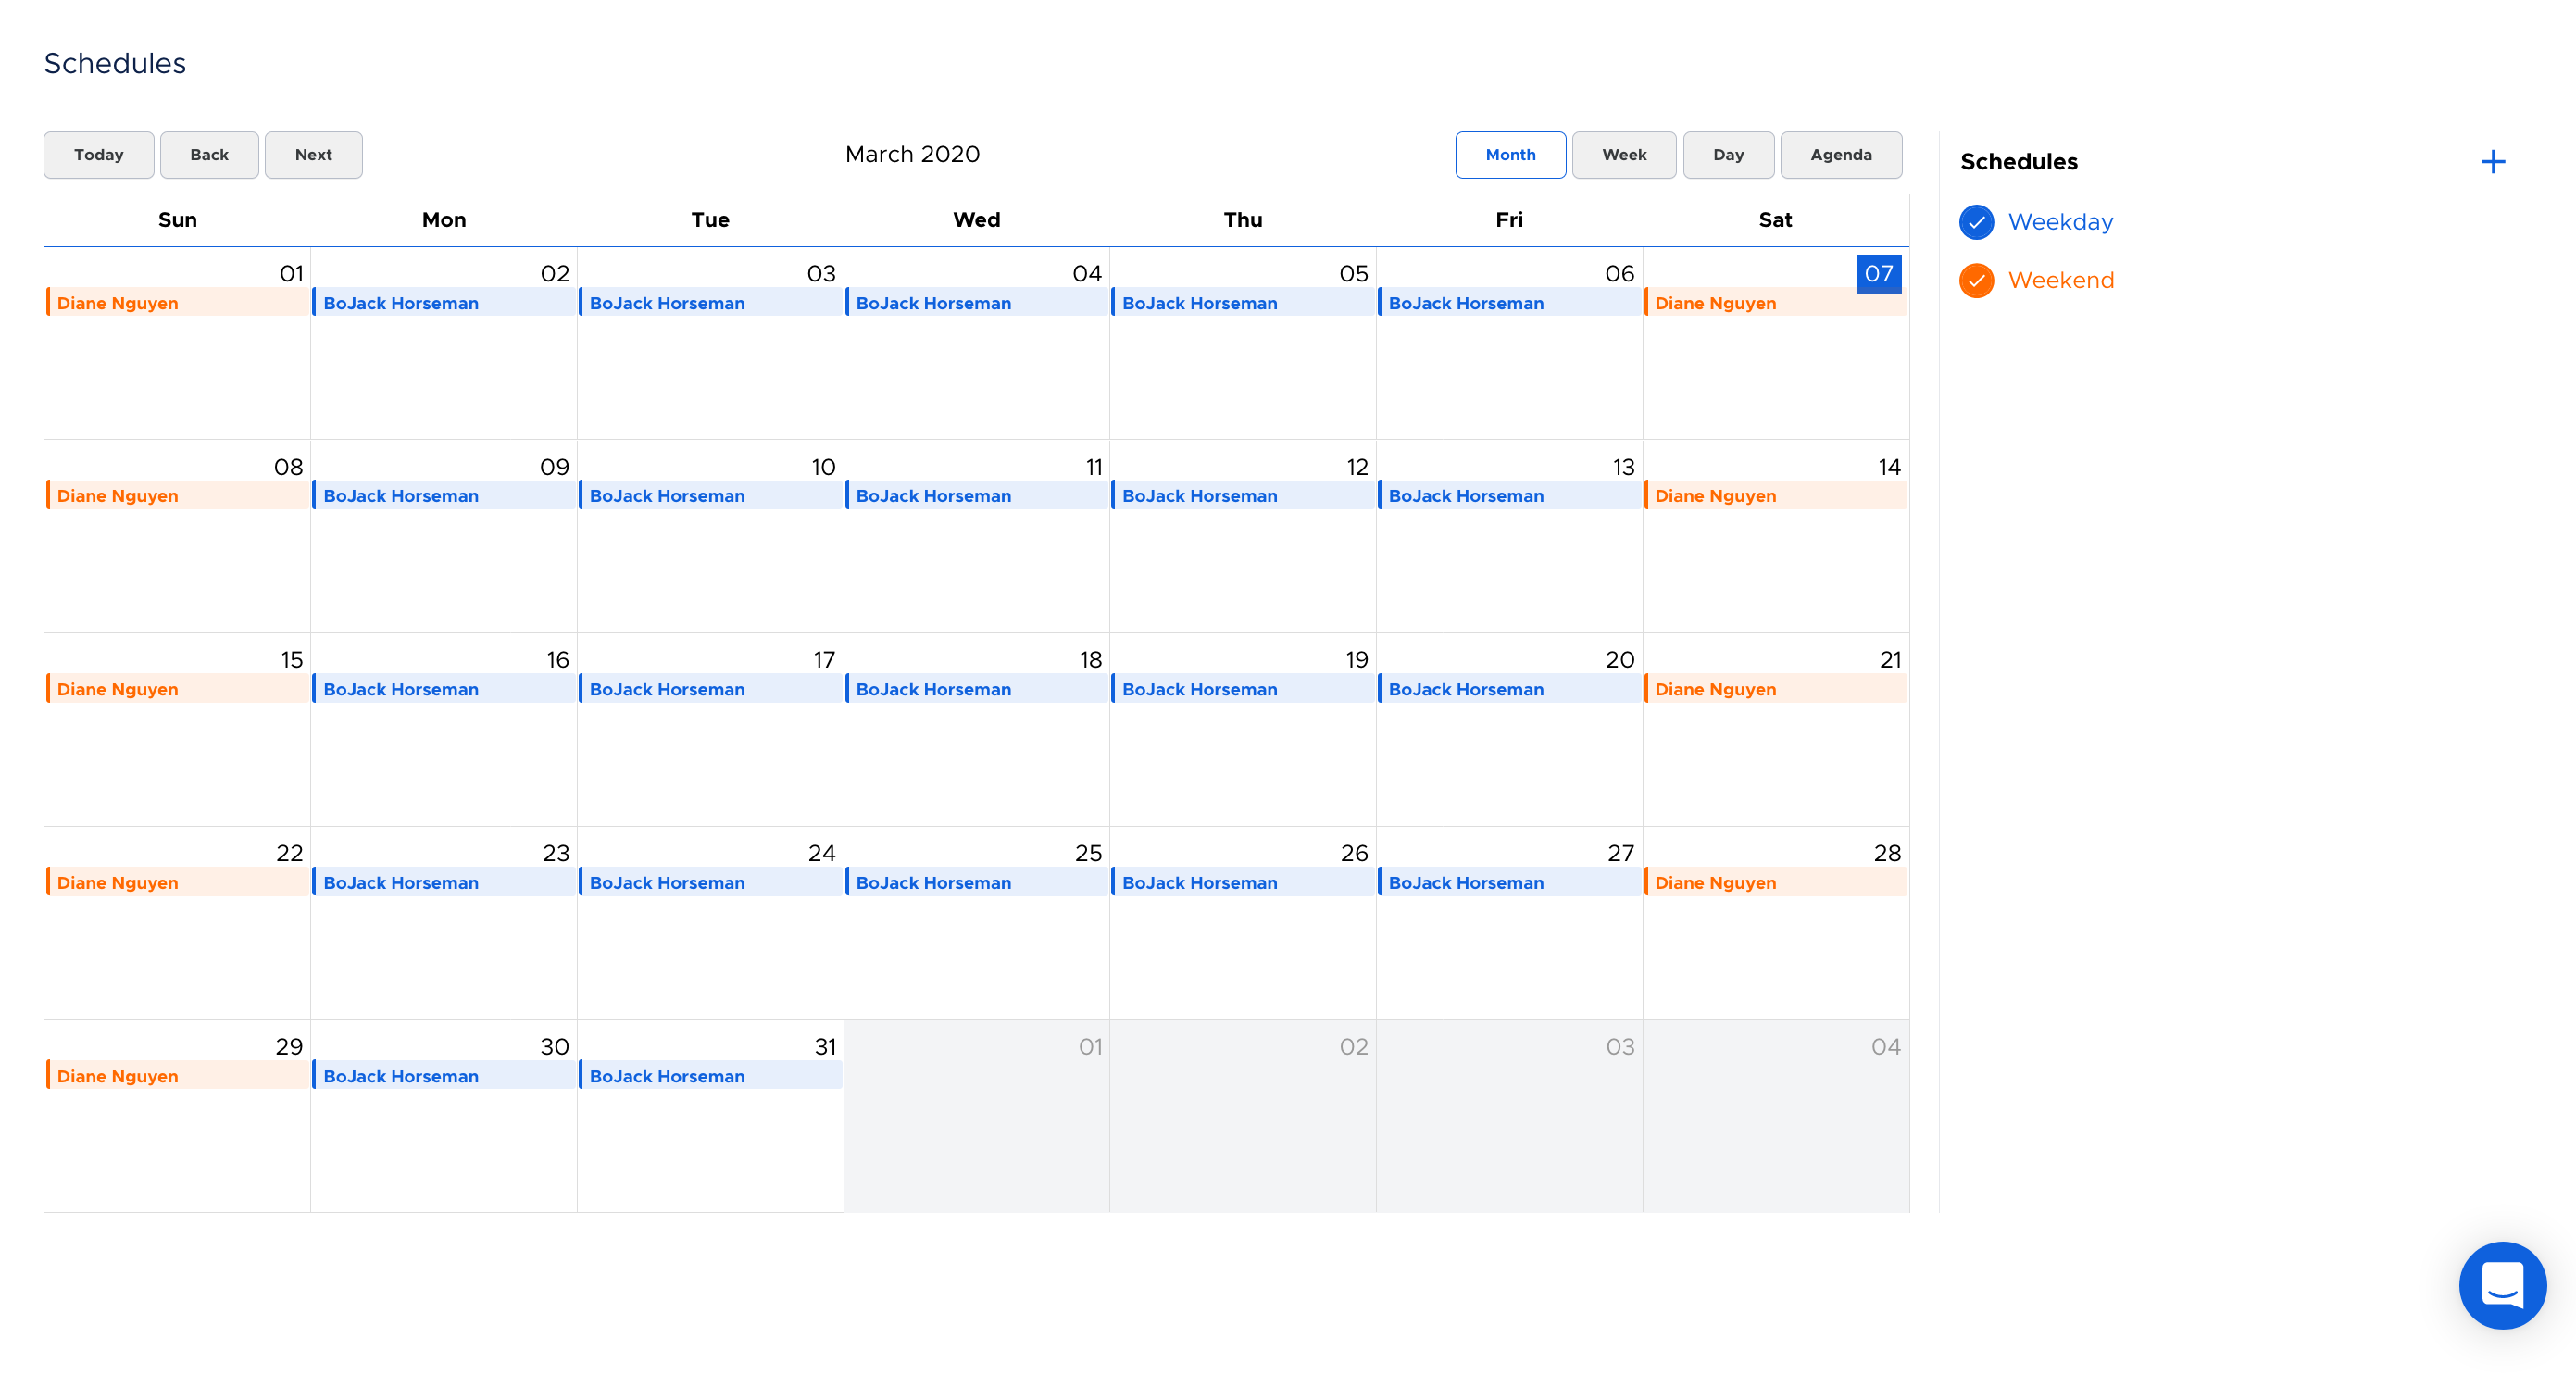 Schedules
Today Back Next March 2020 Month Week Day Agenda
Schedules
Weekday
Weekend
Sun Mon Tue Wed Thu Fri Sat
01 02 03 04 05 06 07
Diane Nguyen BoJack Horseman BoJack Horseman BoJack Horseman BoJack Horseman BoJack Horseman Diane Nguyen
08 09 10 11 12 13 14
Diane Nguyen BoJack Horseman BoJack Horseman BoJack Horseman BoJack Horseman BoJack Horseman Diane Nguyen
15 16 17 18 19 20 21
Diane Nguyen BoJack Horseman BoJack Horseman BoJack Horseman BoJack Horseman BoJack Horseman Diane Nguyen
22 23 24 25 26 27 28
Diane Nguyen BoJack Horseman BoJack Horseman BoJack Horseman BoJack Horseman BoJack Horseman Diane Nguyen
29 30 31 01 02 03 04
Diane Nguyen BoJack Horseman BoJack Horseman